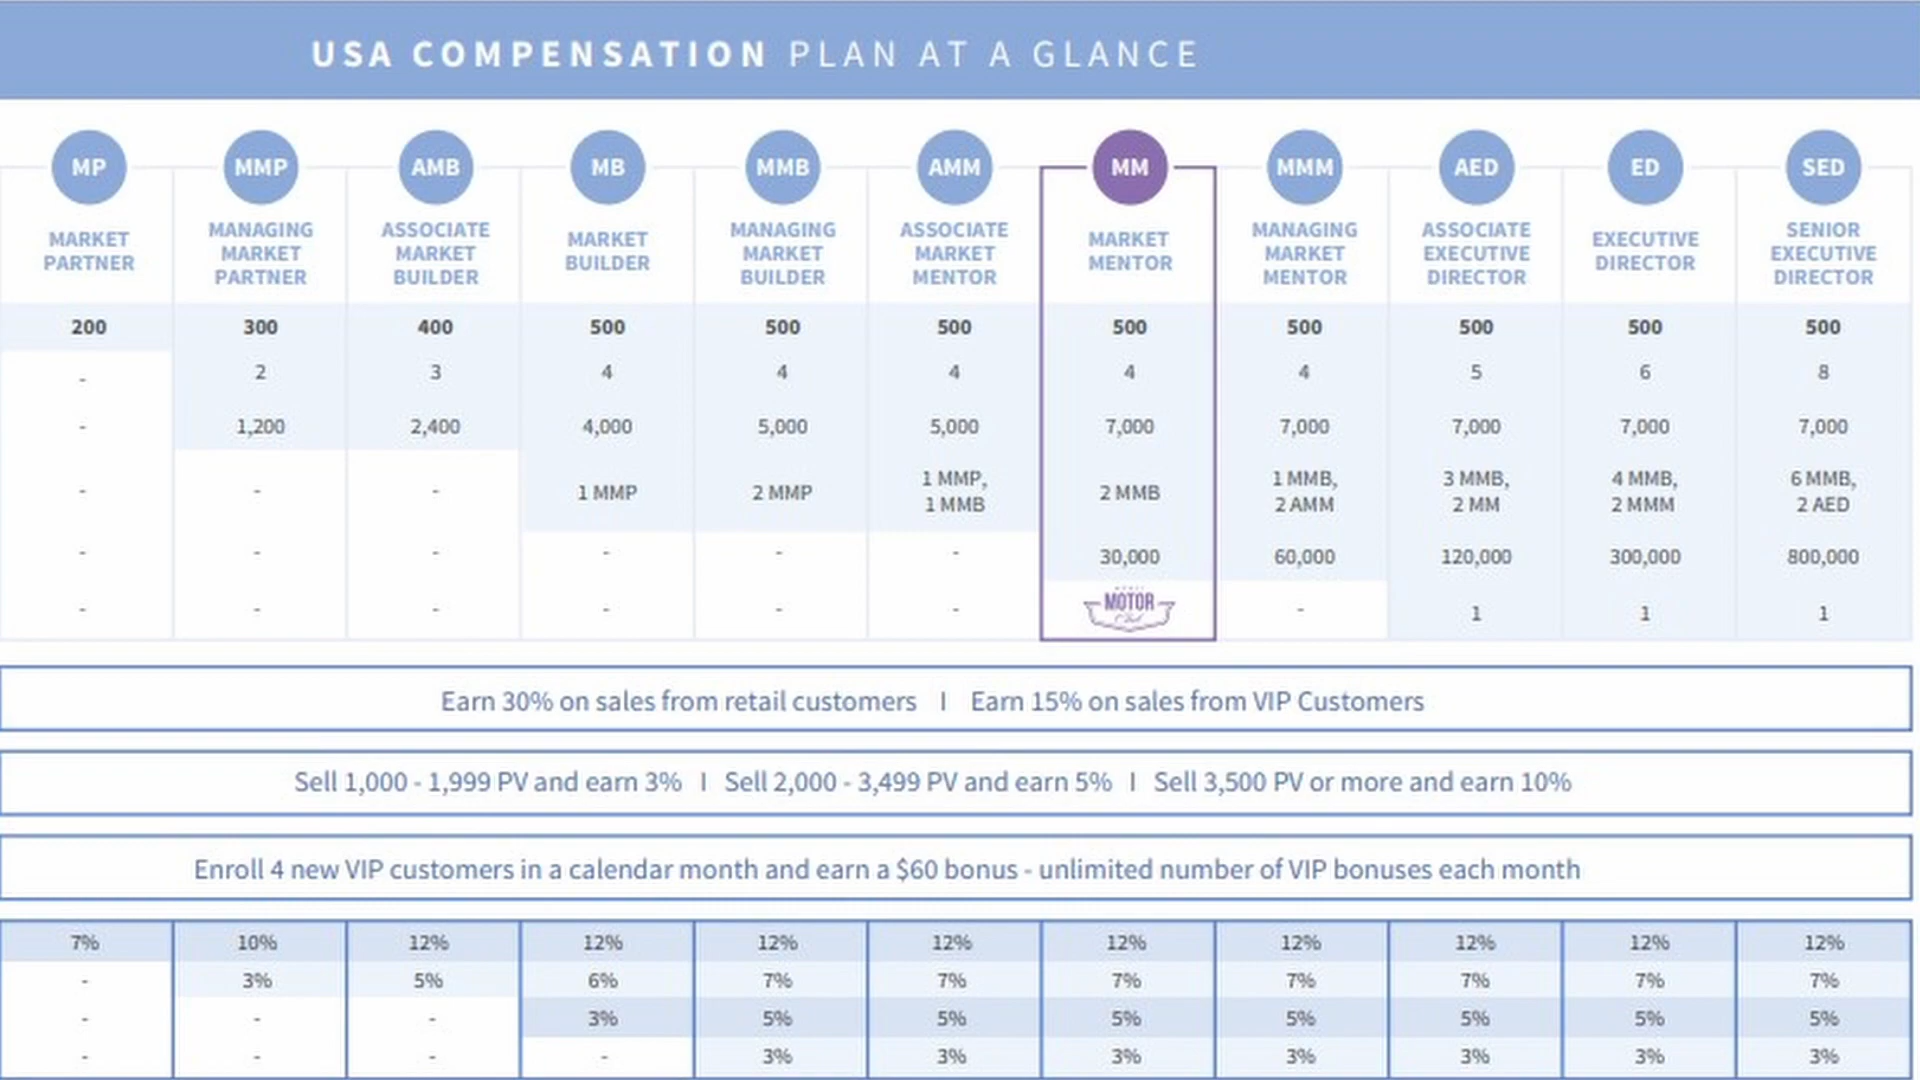 USA COMPENSATION PLAN AT A GLANCE
MP MMP AMB MB MMB AMM MM MMM AED ED SED
MARKET PARTNER MANAGING MARKET PARTNER ASSOCIATE MARKET BUILDER MARKET BUILDER MANAGING MARKET BUILDER ASSOCIATE MARKET MENTOR MARKET MENTOR MANAGING MARKET MENTOR ASSOCIATE EXECUTIVE DIRECTOR EXECUTIVE DIRECTOR SENIOR EXECUTIVE DIRECTOR
200 300 400 500 500 500 500 500 500 500 500
- 2 3 4 4 4 4 4 5 6 8
- 1,200 2,400 4,000 5,000 5,000 7,000 7,000 7,000 7,000 7,000
- - - 1 MMP 2 MMP 1 MMP, 1 MMB 2 MMB 1 MMB, 2 AMM 3 MMB, 2 MM 4 MMB, 2 MMM 6 MMB, 2 AED
- - - - - - 30,000 60,000 120,000 300,000 800,000
- - - - - - MOTOR - 1 1 1
Earn 30% on sales from retail customers I Earn 15% on sales from VIP Customers
Sell 1,000 - 1,999 PV and earn 3% I Sell 2,000 - 3,499 PV and earn 5% I Sell 3,500 PV or more and earn 10%
Enroll 4 new VIP customers in a calendar month and earn a $60 bonus - unlimited number of VIP bonuses each month
7% 10% 12% 12% 12% 12% 12% 12% 12% 12% 12%
- 3% 5% 6% 7% 7% 7% 7% 7% 7% 7%
- - - 3% 5% 5% 5% 5% 5% 5% 5%
- - - - 3% 3% 3% 3% 3% 3% 3%